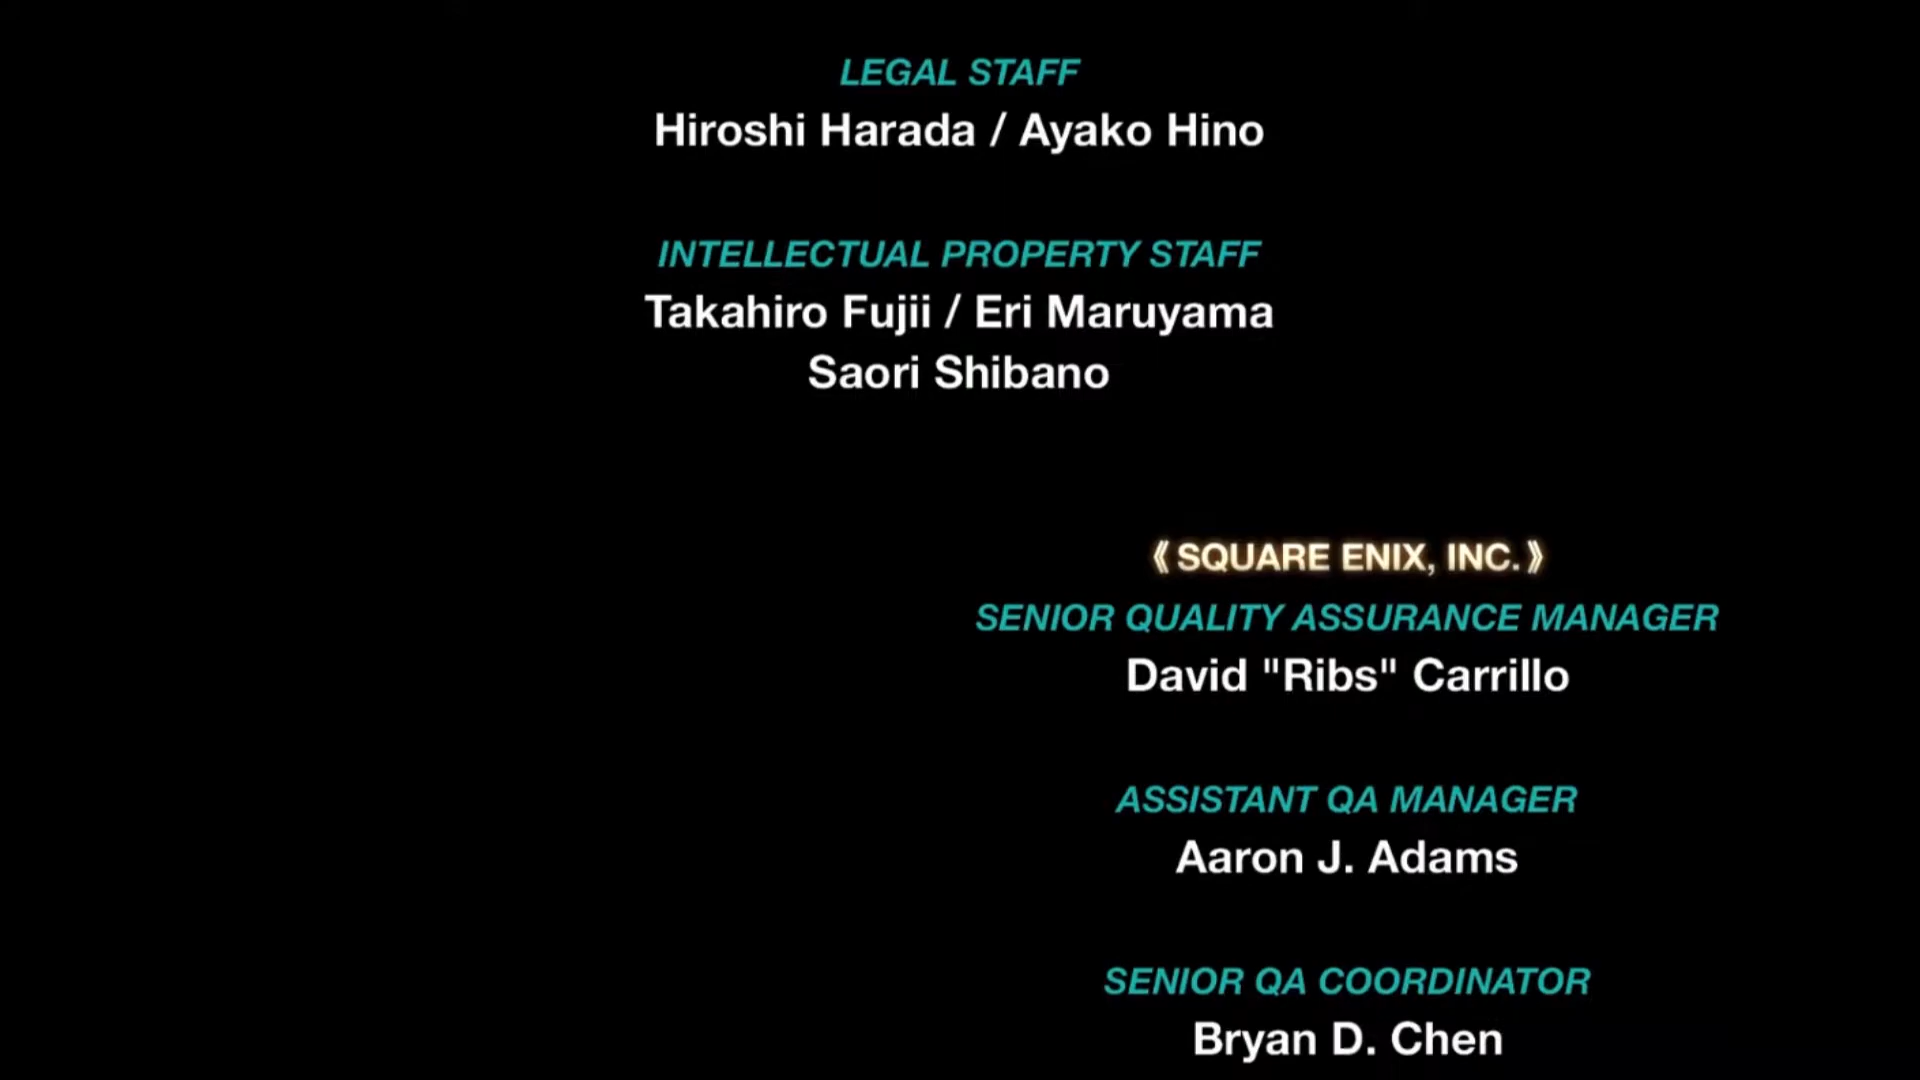 LEGAL STAFF
Hiroshi Harada / Ayako Hino
INTELLECTUAL PROPERTY STAFF
Takahiro Fujii / Eri Maruyama
Saori Shibano
《SQUARE ENIX, INC.》
SENIOR QUALITY ASSURANCE MANAGER
David "Ribs" Carrillo
ASSISTANT QA MANAGER
Aaron J. Adams
SENIOR QA COORDINATOR
Bryan D. Chen